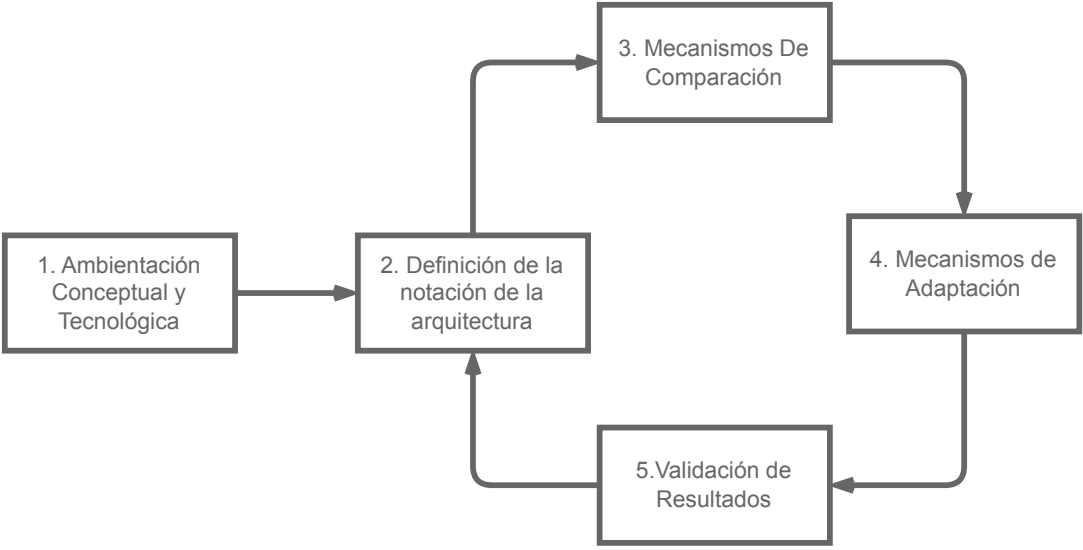 1. Ambientación
Conceptual y
Tecnológica
2. Definición de la
notación de la
arquitectura
3. Mecanismos De
Comparación
4. Mecanismos de
Adaptación
5.Validación de
Resultados